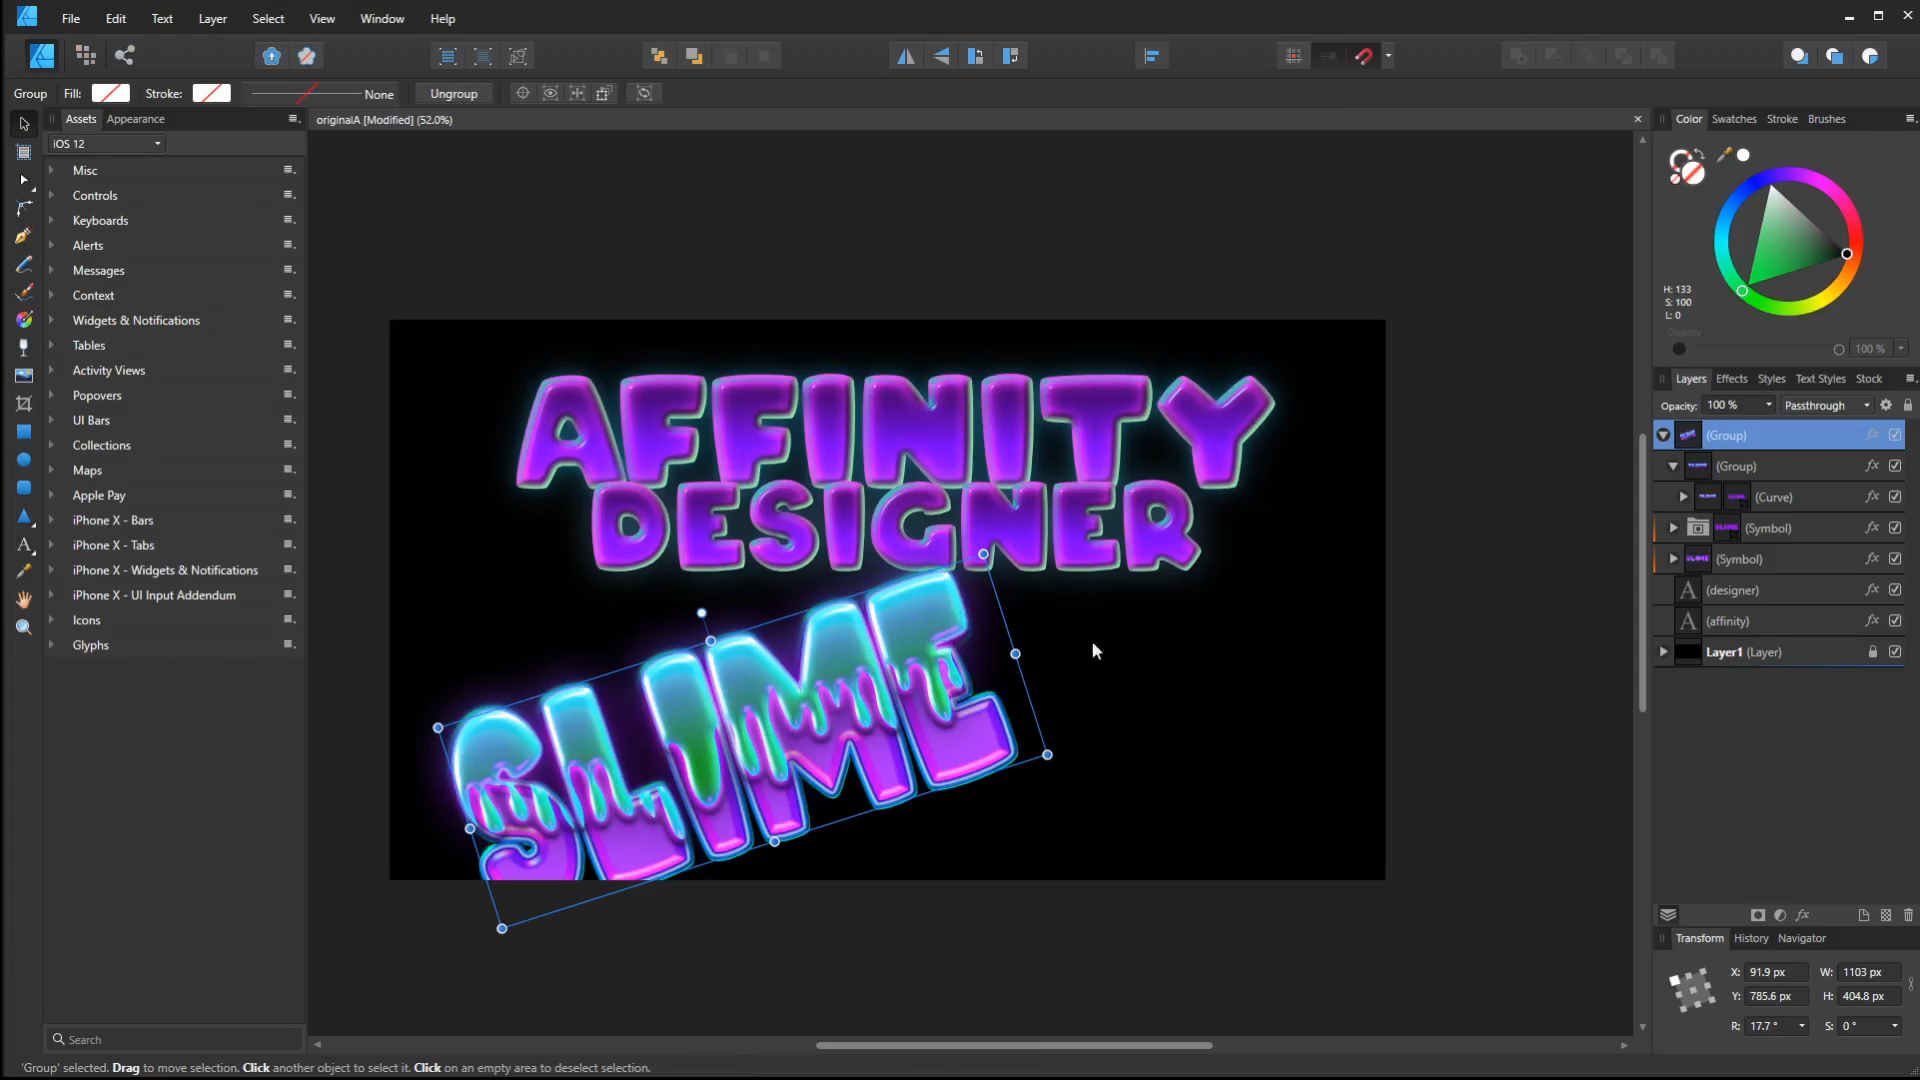 File Edit Text Layer Select View Window Help
Group Fill: Stroke: None Ungroup
Assets Appearance
originalA [Modified] (52.0%)
Color Swatches Stroke Brushes
iOS 12
Misc
Controls
Keyboards
Alerts
Messages
Context
Widgets & Notifications
Tables
Activity Views
Popovers
UI Bars
Collections
Maps
Apple Pay
iPhone X - Bars
iPhone X - Tabs
iPhone X - Widgets & Notifications
iPhone X - UI Input Addendum
Icons
Glyphs
Search
AFFINITY
DESIGNER
SLIME
H: 133
S: 100
L: 0
Opacity
100 %
Layers Effects Styles Text Styles Stock
Opacity: 100 % Passthrough
(Group)
(Group)
(Curve)
(Symbol)
(Symbol)
A (designer)
A (affinity)
Layer1 (Layer)
Transform History Navigator
X: 91.9 px W: 1103 px
Y: 785.6 px H: 404.8 px
R: 17.7 ° S: 0 °
'Group' selected. Drag to move selection. Click another object to select it. Click on an empty area to deselect selection.